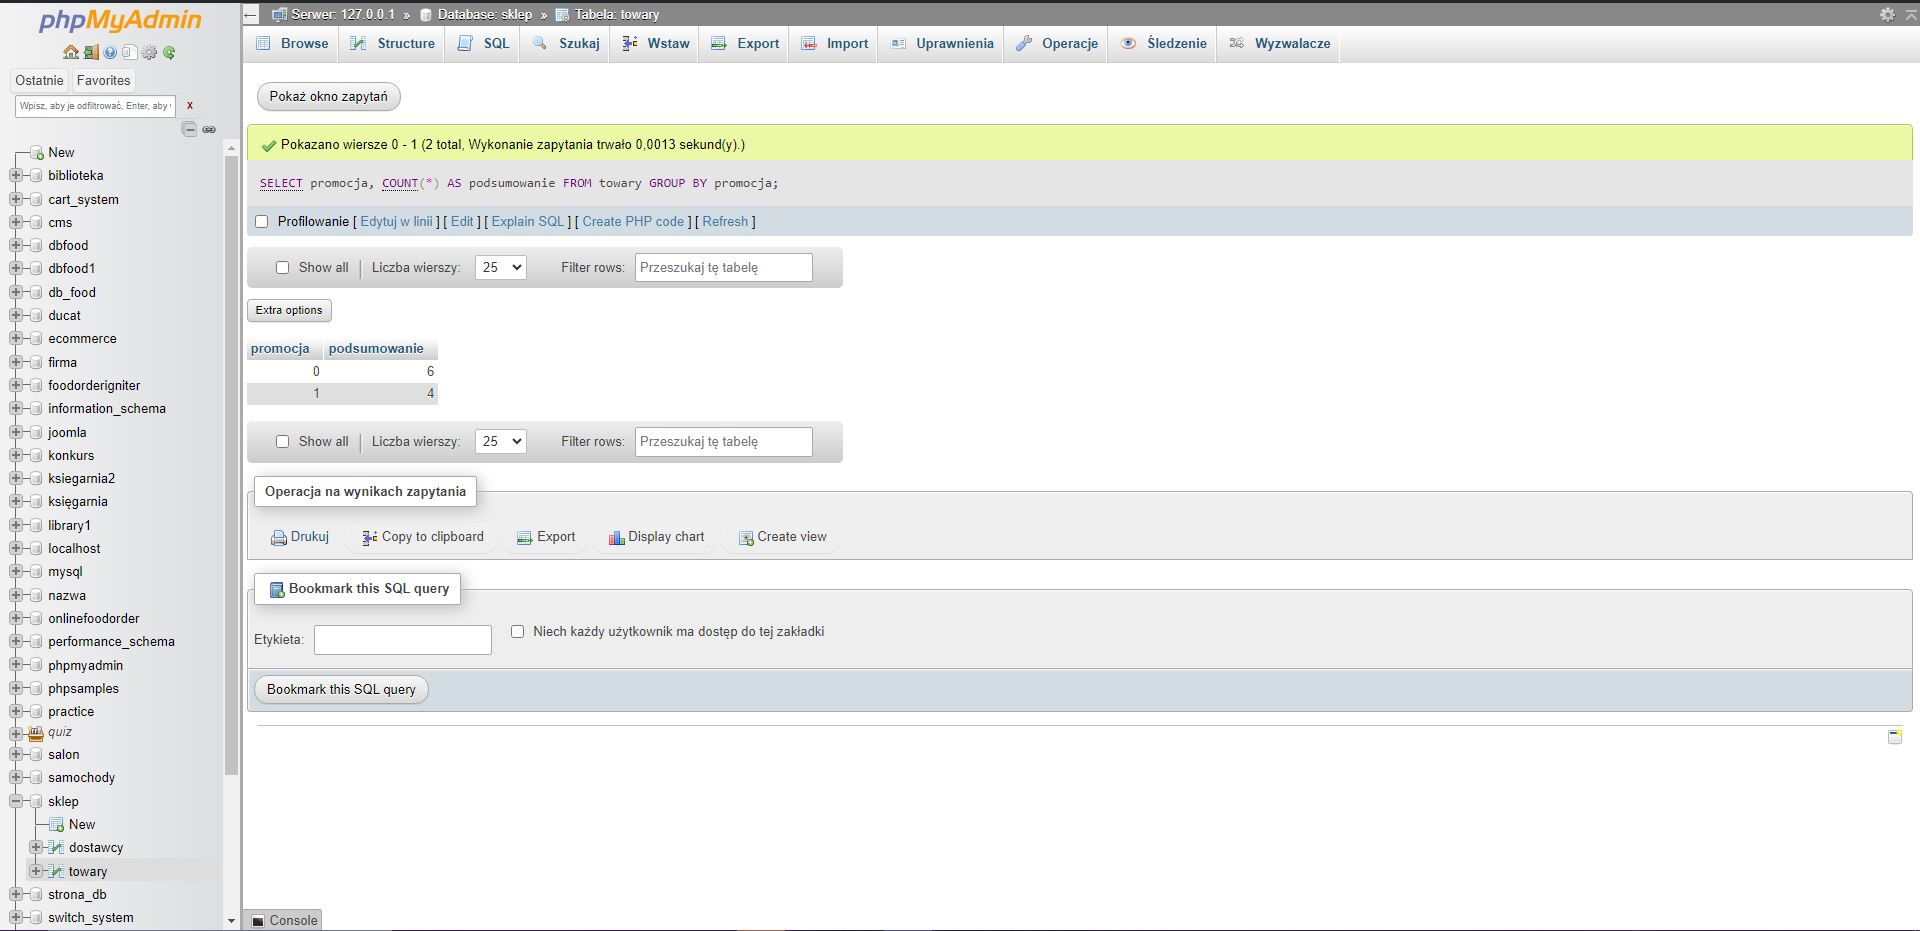 phpMyAdmin
Ostatnie Favorites
Wpisz, aby je odfiltrować, Enter, aby X
New
biblioteka
cart_system
cms
dbfood
dbfood1
db_food
ducat
ecommerce
firma
foodorderigniter
information_schema
joomla
konkurs
ksiegarnia2
księgarnia
library1
localhost
mysql
nazwa
onlinefoodorder
performance_schema
phpmyadmin
phpsamples
practice
quiz
salon
samochody
sklep
New
dostawcy
towary
strona_db
switch_system
Serwer: 127.0.0.1 » Database: sklep » Tabela: towary
Browse Structure SQL Szukaj Wstaw Export Import Uprawnienia Operacje Śledzenie Wyzwalacze
Pokaż okno zapytań
Pokazano wiersze 0 - 1 (2 total, Wykonanie zapytania trwało 0,0013 sekund(y).)
SELECT promocja, COUNT(*) AS podsumowanie FROM towary GROUP BY promocja;
Profilowanie [ Edytuj w linii ] [ Edit ] [ Explain SQL ] [ Create PHP code ] [ Refresh ]
Show all | Liczba wierszy: 25 Filter rows: Przeszukaj tę tabelę
Extra options
promocja podsumowanie
0 6
1 4
Show all | Liczba wierszy: 25 Filter rows: Przeszukaj tę tabelę
Operacja na wynikach zapytania
Drukuj Copy to clipboard Export Display chart Create view
Bookmark this SQL query
Etykieta: Niech każdy użytkownik ma dostęp do tej zakładki
Bookmark this SQL query
Console